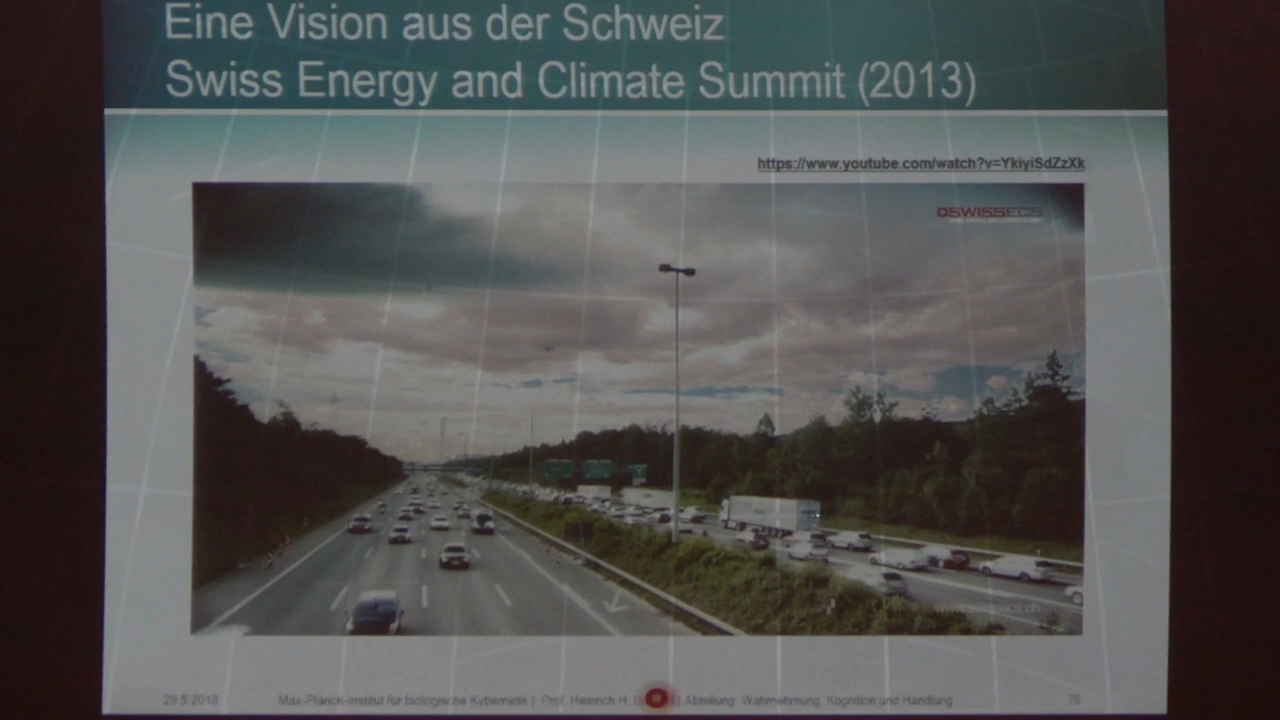 Eine Vision aus der Schweiz
Swiss Energy and Climate Summit (2013)
https://www.youtube.com/watch?v=YkiyiSdZzXk
SWISSECS
29.5.2018 Max-Planck-Institut für biologische Kybernetik | Prof. Heinrich H. | Abteilung: Wahrnehmung, Kognition und Handlung 76